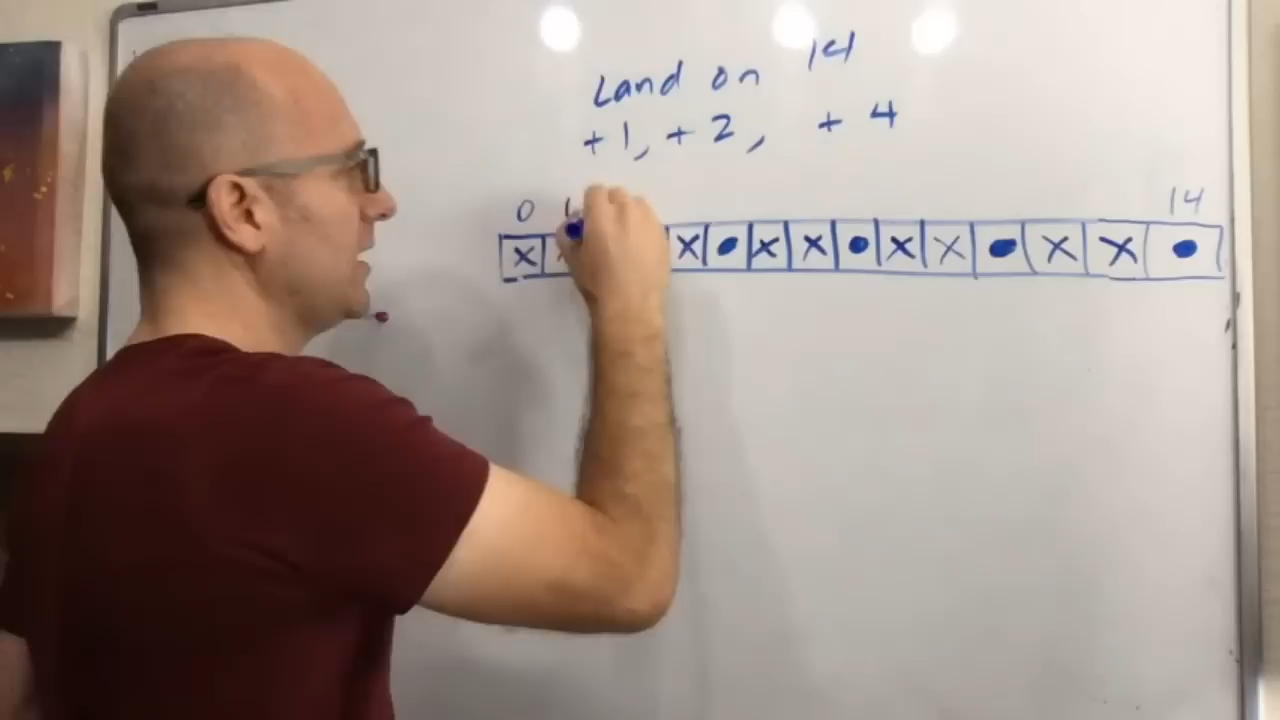 Land on 14
+1, +2, + 4
0 1 14
X X X • X X • X X • X X •